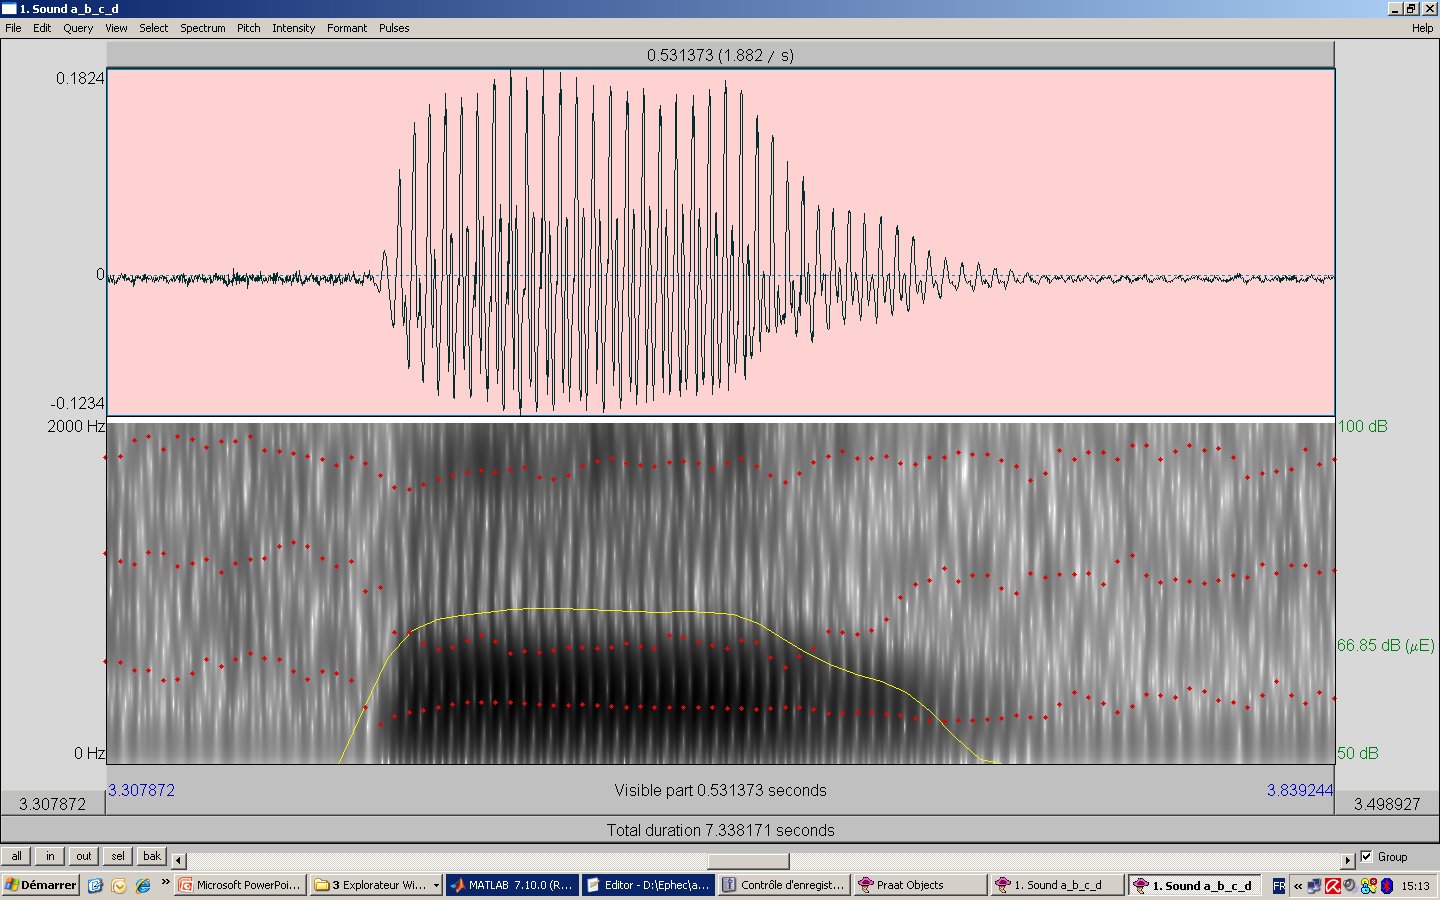 1. Sound a_b_c_d
File Edit Query View Select Spectrum Pitch Intensity Formant Pulses Help
0.531373 (1.882 / s)
0.1824
0
-0.1234
2000 Hz 100 dB
66.85 dB (µE)
0 Hz 50 dB
3.307872 Visible part 0.531373 seconds 3.839244
3.307872 3.498927
Total duration 7.338171 seconds
all in out sel bak Group
Démarrer » Microsoft PowerPoi... 3 Explorateur Wi... MATLAB 7.10.0 (R... Editor - D:\Ephec\a... Contrôle d'enregist... Praat Objects 1. Sound a_b_c_d 1. Sound a_b_c_d FR « 15:13